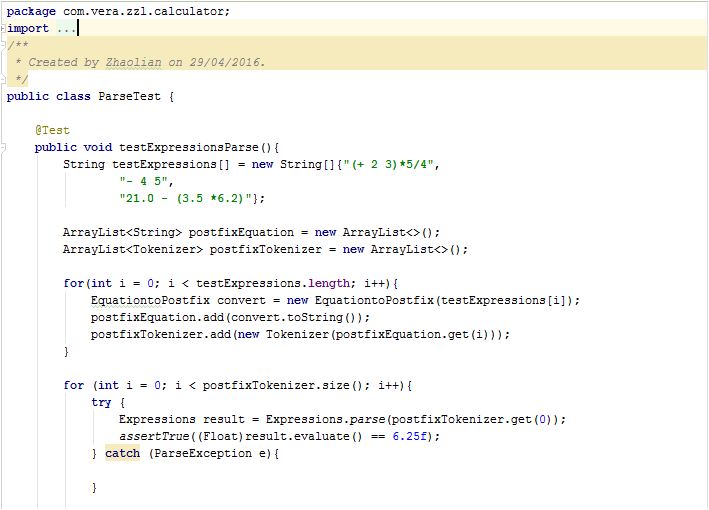 package com.vera.zzl.calculator;
import ...
/**
 * Created by Zhaolian on 29/04/2016.
 */
public class ParseTest {
    @Test
    public void testExpressionsParse(){
        String testExpressions[] = new String[]{"(+ 2 3)*5/4",
                "- 4 5",
                "21.0 - (3.5 *6.2)"};
        ArrayList<String> postfixEquation = new ArrayList<>();
        ArrayList<Tokenizer> postfixTokenizer = new ArrayList<>();
        for(int i = 0; i < testExpressions.length; i++){
            EquationtoPostfix convert = new EquationtoPostfix(testExpressions[i]);
            postfixEquation.add(convert.toString());
            postfixTokenizer.add(new Tokenizer(postfixEquation.get(i)));
        }
        for (int i = 0; i < postfixTokenizer.size(); i++){
            try {
                Expressions result = Expressions.parse(postfixTokenizer.get(0));
                assertTrue((Float)result.evaluate() == 6.25f);
            } catch (ParseException e){
            }